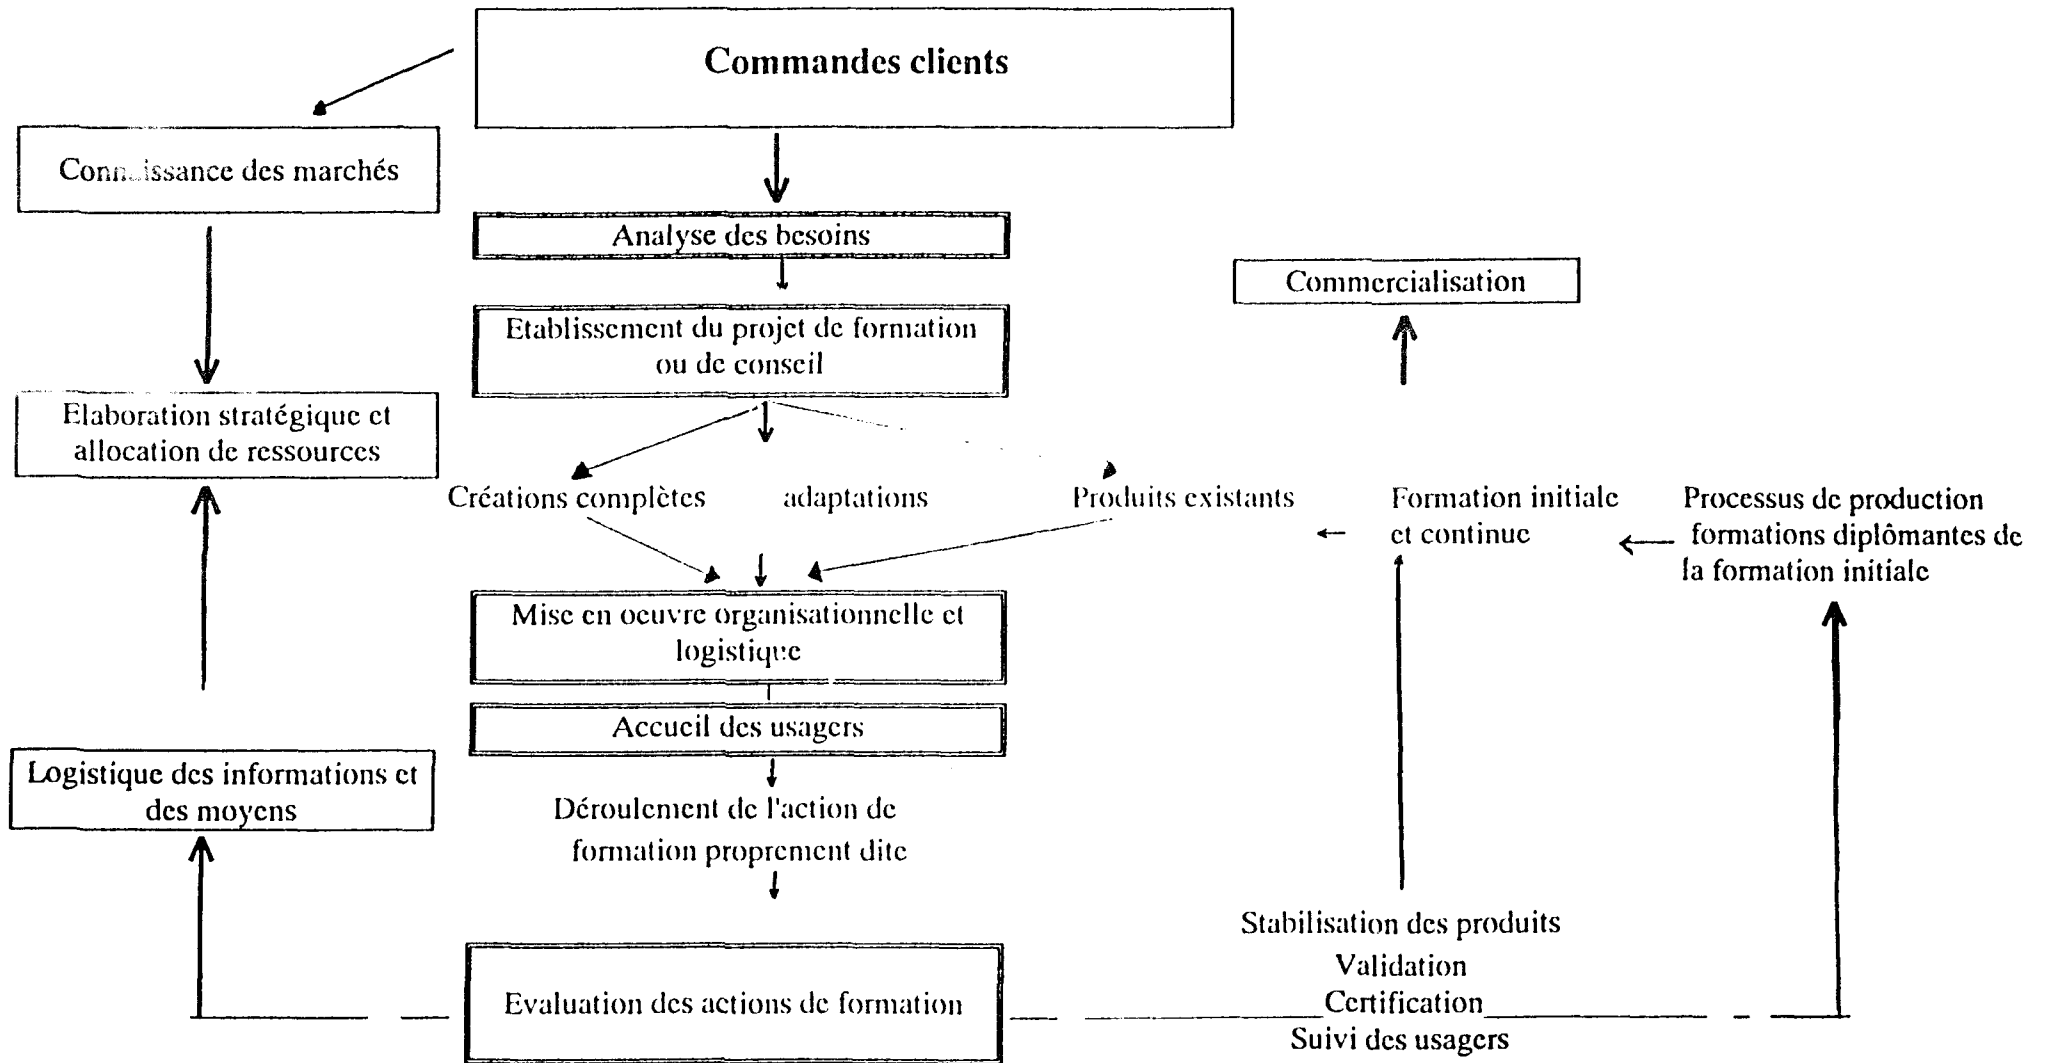 Commandes clients
Connaissance des marchés
Analyse des besoins
Commercialisation
Etablissement du projet de formation
ou de conseil
Elaboration stratégique et
allocation de ressources
Créations complètes
adaptations
Produits existants
Formation initiale
et continue
Processus de production
formations diplômantes de
la formation initiale
Mise en oeuvre organisationnelle et
logistique
Accueil des usagers
Logistique des informations et
des moyens
Déroulement de l'action de
formation proprement dite
Stabilisation des produits
Validation
Certification
Suivi des usagers
Evaluation des actions de formation